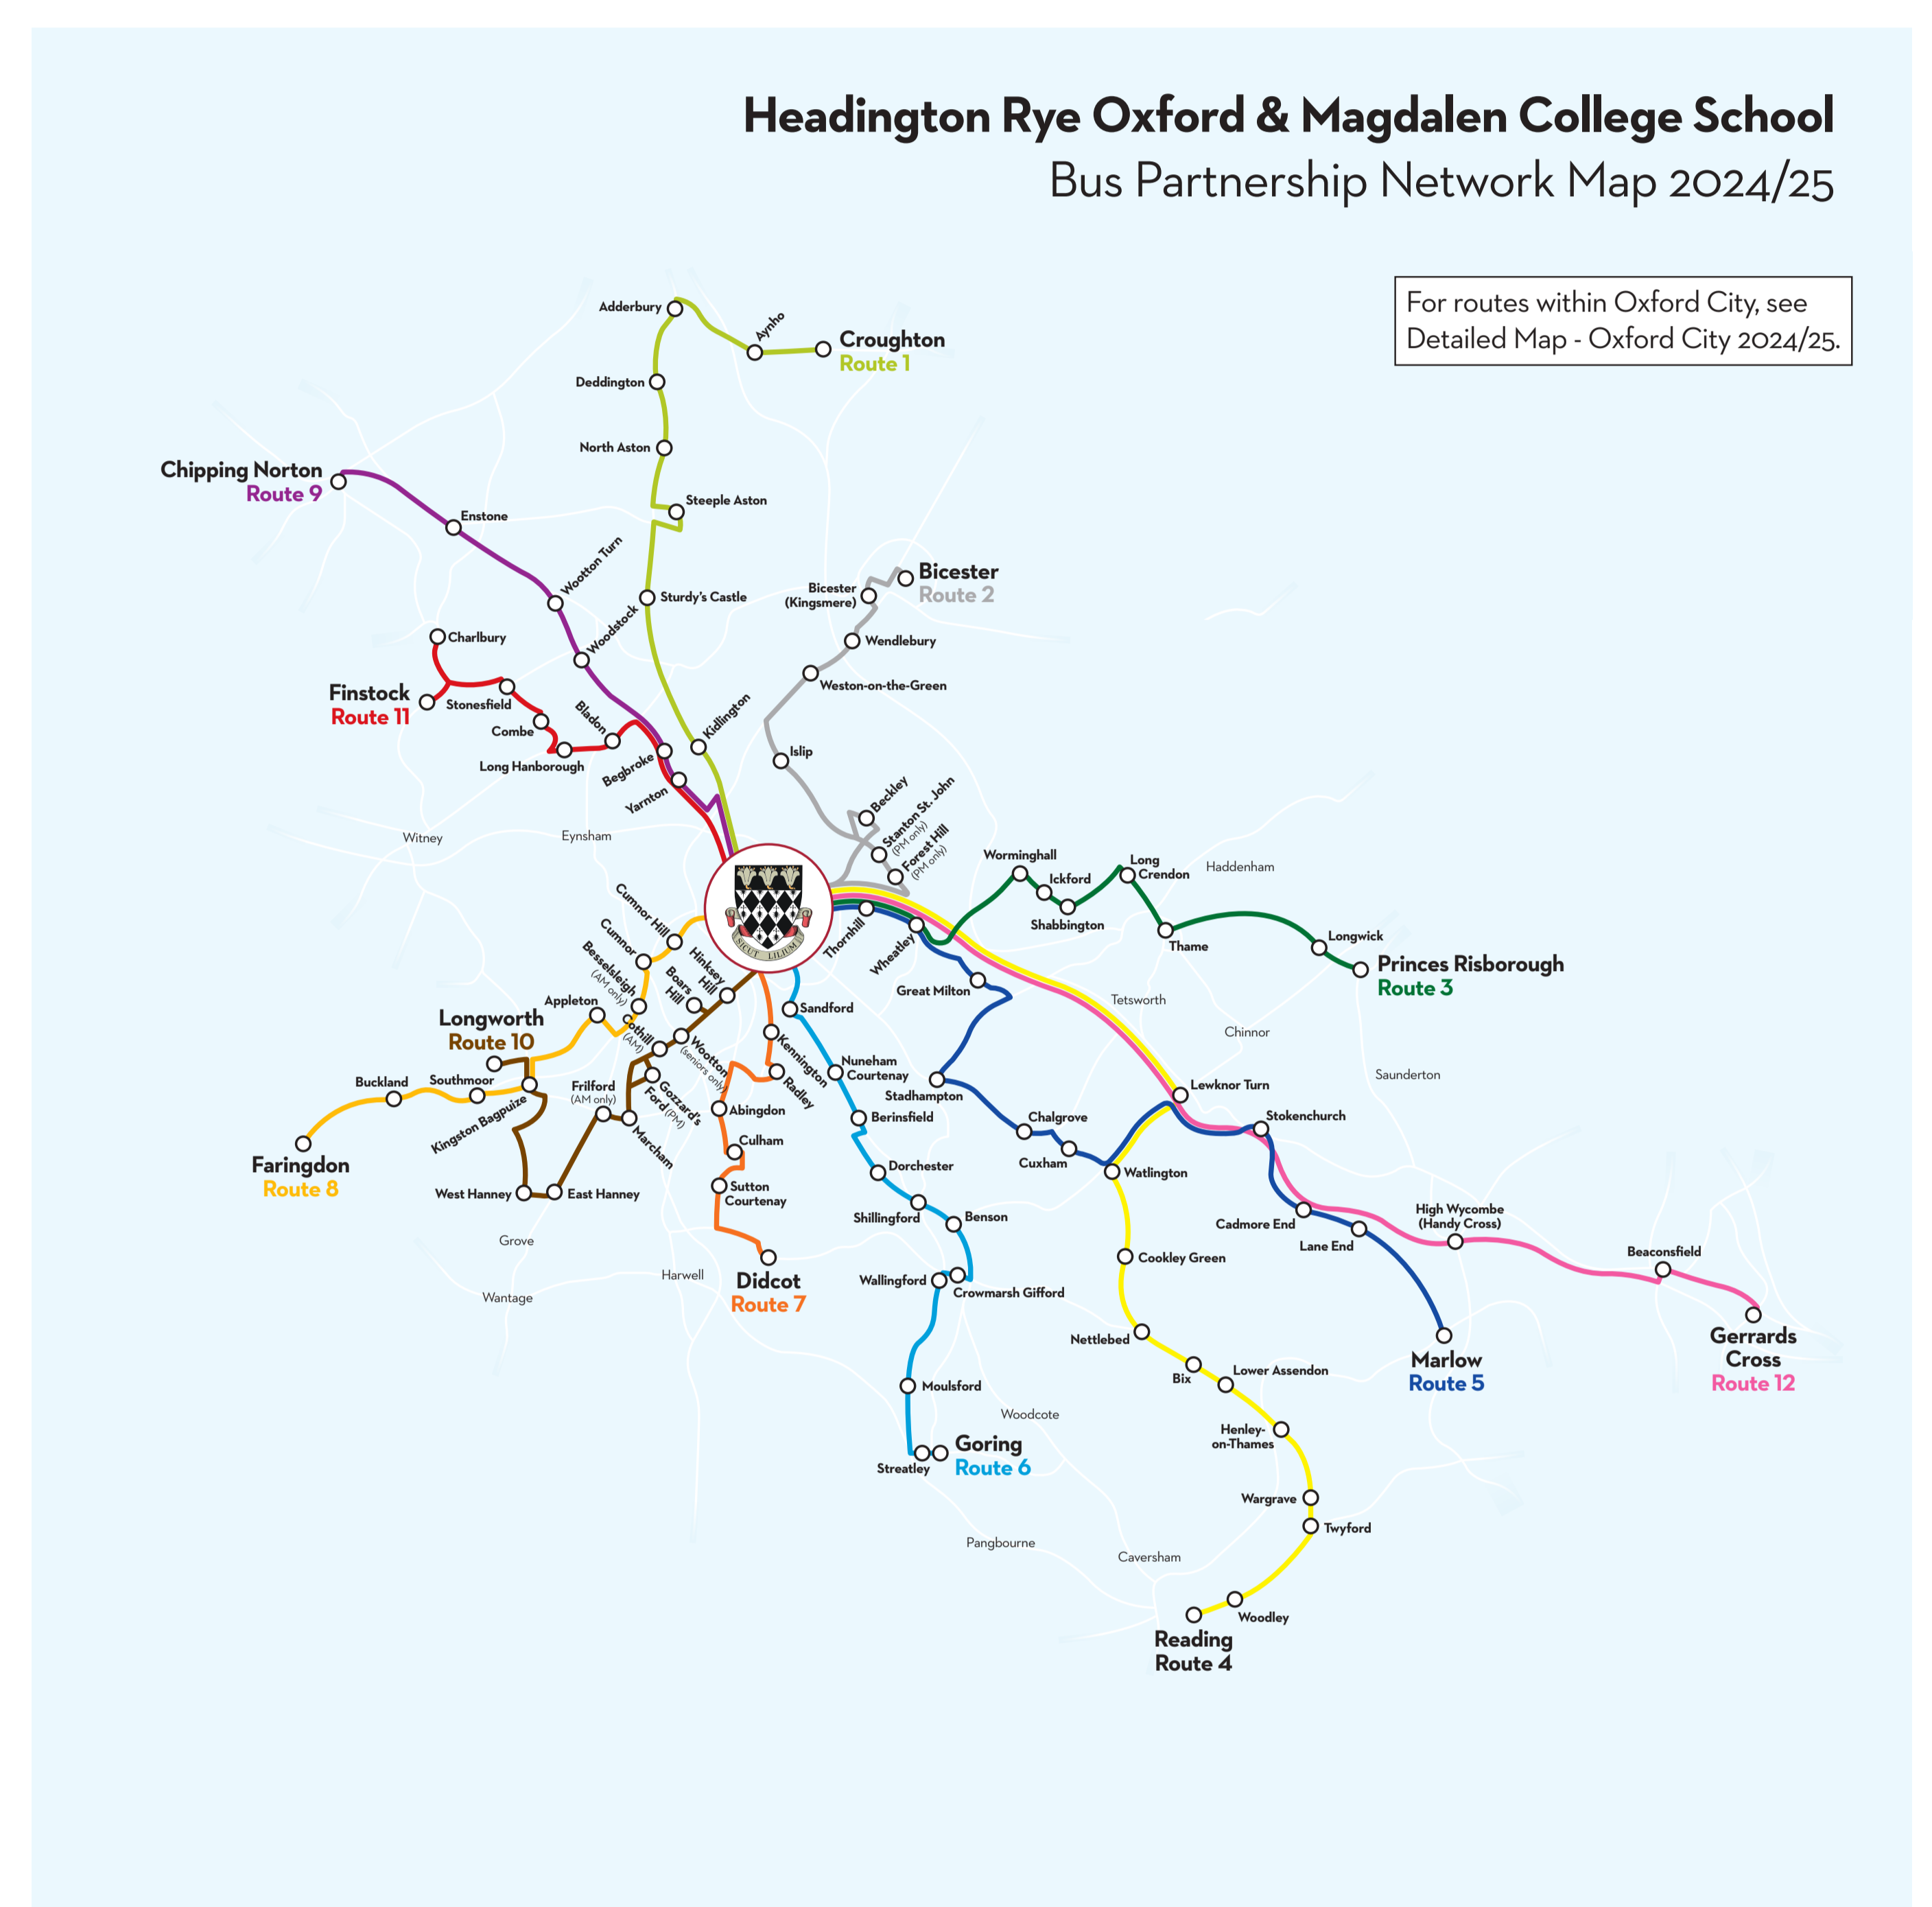 Headington Rye Oxford & Magdalen College School
Bus Partnership Network Map 2024/25
For routes within Oxford City, see
Detailed Map - Oxford City 2024/25.
Adderbury
Aynho
Croughton
Route 1
Deddington
North Aston
Steeple Aston
Sturdy's Castle
Kidlington
Chipping Norton
Route 9
Enstone
Wootton Turn
Woodstock
Begbroke
Yarnton
Bicester
Route 2
Bicester
(Kingsmere)
Wendlebury
Weston-on-the-Green
Islip
Beckley
Stanton St. John
(PM only)
Forest Hill
(PM only)
Charlbury
Finstock
Route 11
Stonesfield
Combe
Long Hanborough
Bladon
Witney
Eynsham
SICUT LILIUM
Thornhill
Wheatley
Worminghall
Ickford
Shabbington
Long
Crendon
Thame
Haddenham
Longwick
Princes Risborough
Route 3
Great Milton
Tetsworth
Chinnor
Saunderton
Stadhampton
Chalgrove
Cuxham
Watlington
Lewknor Turn
Stokenchurch
Cadmore End
Lane End
Marlow
Route 5
High Wycombe
(Handy Cross)
Beaconsfield
Gerrards
Cross
Route 12
Cookley Green
Nettlebed
Bix
Lower Assendon
Henley-
on-Thames
Wargrave
Twyford
Woodley
Reading
Route 4
Caversham
Pangbourne
Woodcote
Sandford
Nuneham
Courtenay
Berinsfield
Dorchester
Shillingford
Benson
Crowmarsh Gifford
Wallingford
Moulsford
Streatley
Goring
Route 6
Kennington
Radley
Abingdon
Culham
Sutton
Courtenay
Didcot
Route 7
Harwell
Cumnor Hill
Cumnor
Besselsleigh
(AM only)
Appleton
Kingston Bagpuize
Southmoor
Buckland
Faringdon
Route 8
Hinksey
Hill
Boars
Hill
Wootton
(seniors only)
Cothill
(AM)
Gozzard's
Ford (PM)
Marcham
Frilford
(AM only)
East Hanney
West Hanney
Longworth
Route 10
Grove
Wantage